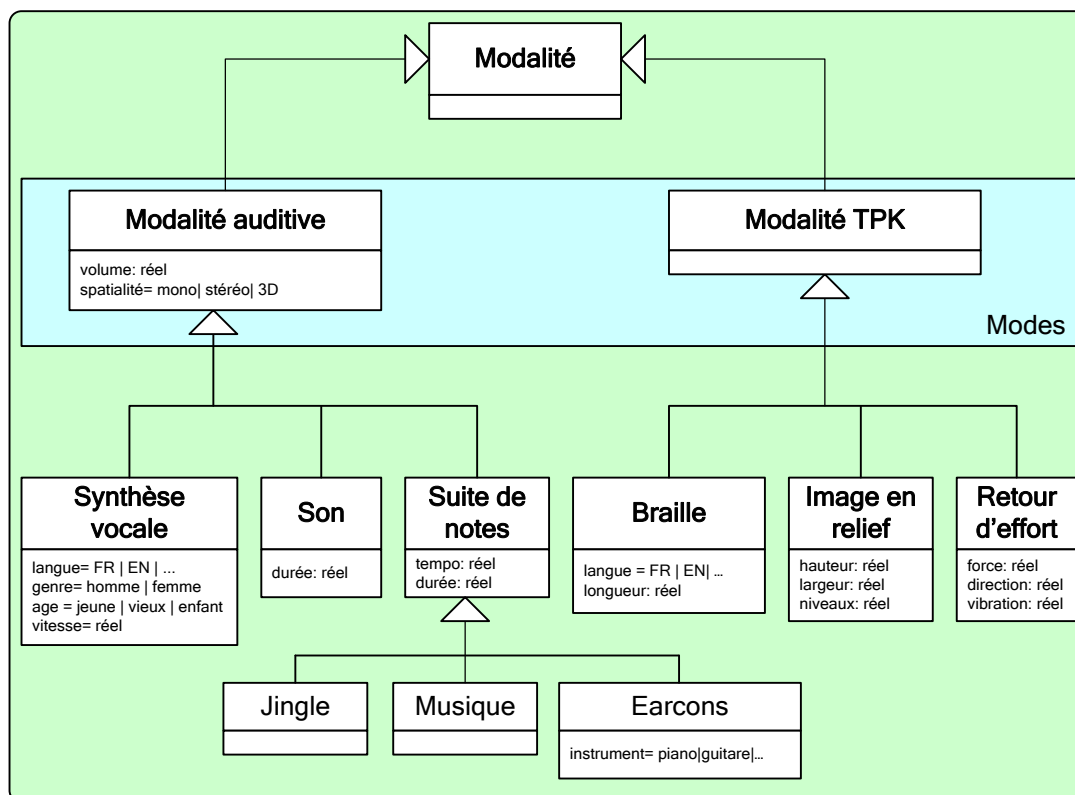 Modalité
Modalité auditive
volume: réel
spatialité= mono| stéréo| 3D
Modalité TPK
Modes
Synthèse
vocale
langue= FR | EN | ...
genre= homme | femme
age = jeune | vieux | enfant
vitesse= réel
Son
durée: réel
Suite de
notes
tempo: réel
durée: réel
Braille
langue = FR | EN| ...
longueur: réel
Image en
relief
hauteur: réel
largeur: réel
niveaux: réel
Retour
d'effort
force: réel
direction: réel
vibration: réel
Jingle
Musique
Earcons
instrument= piano|guitare|...